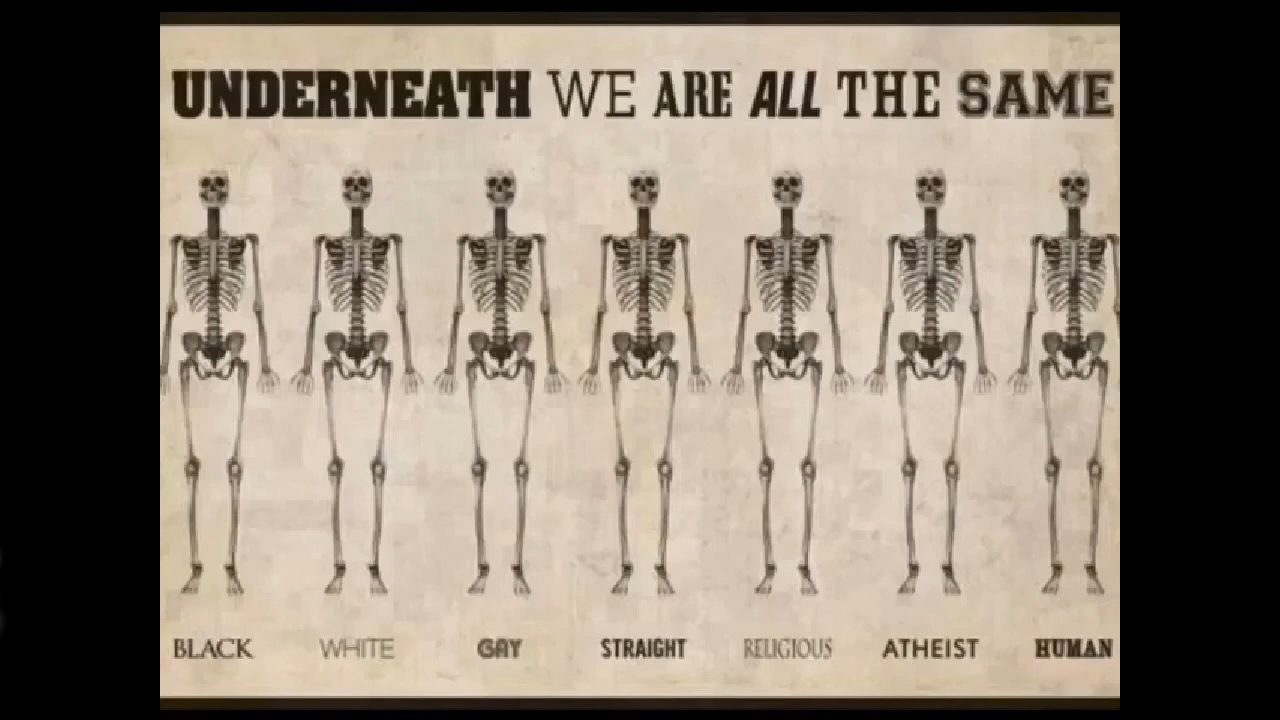 UNDERNEATH WE ARE ALL THE SAME
BLACK WHITE GAY STRAIGHT RELIGIOUS ATHEIST HUMAN